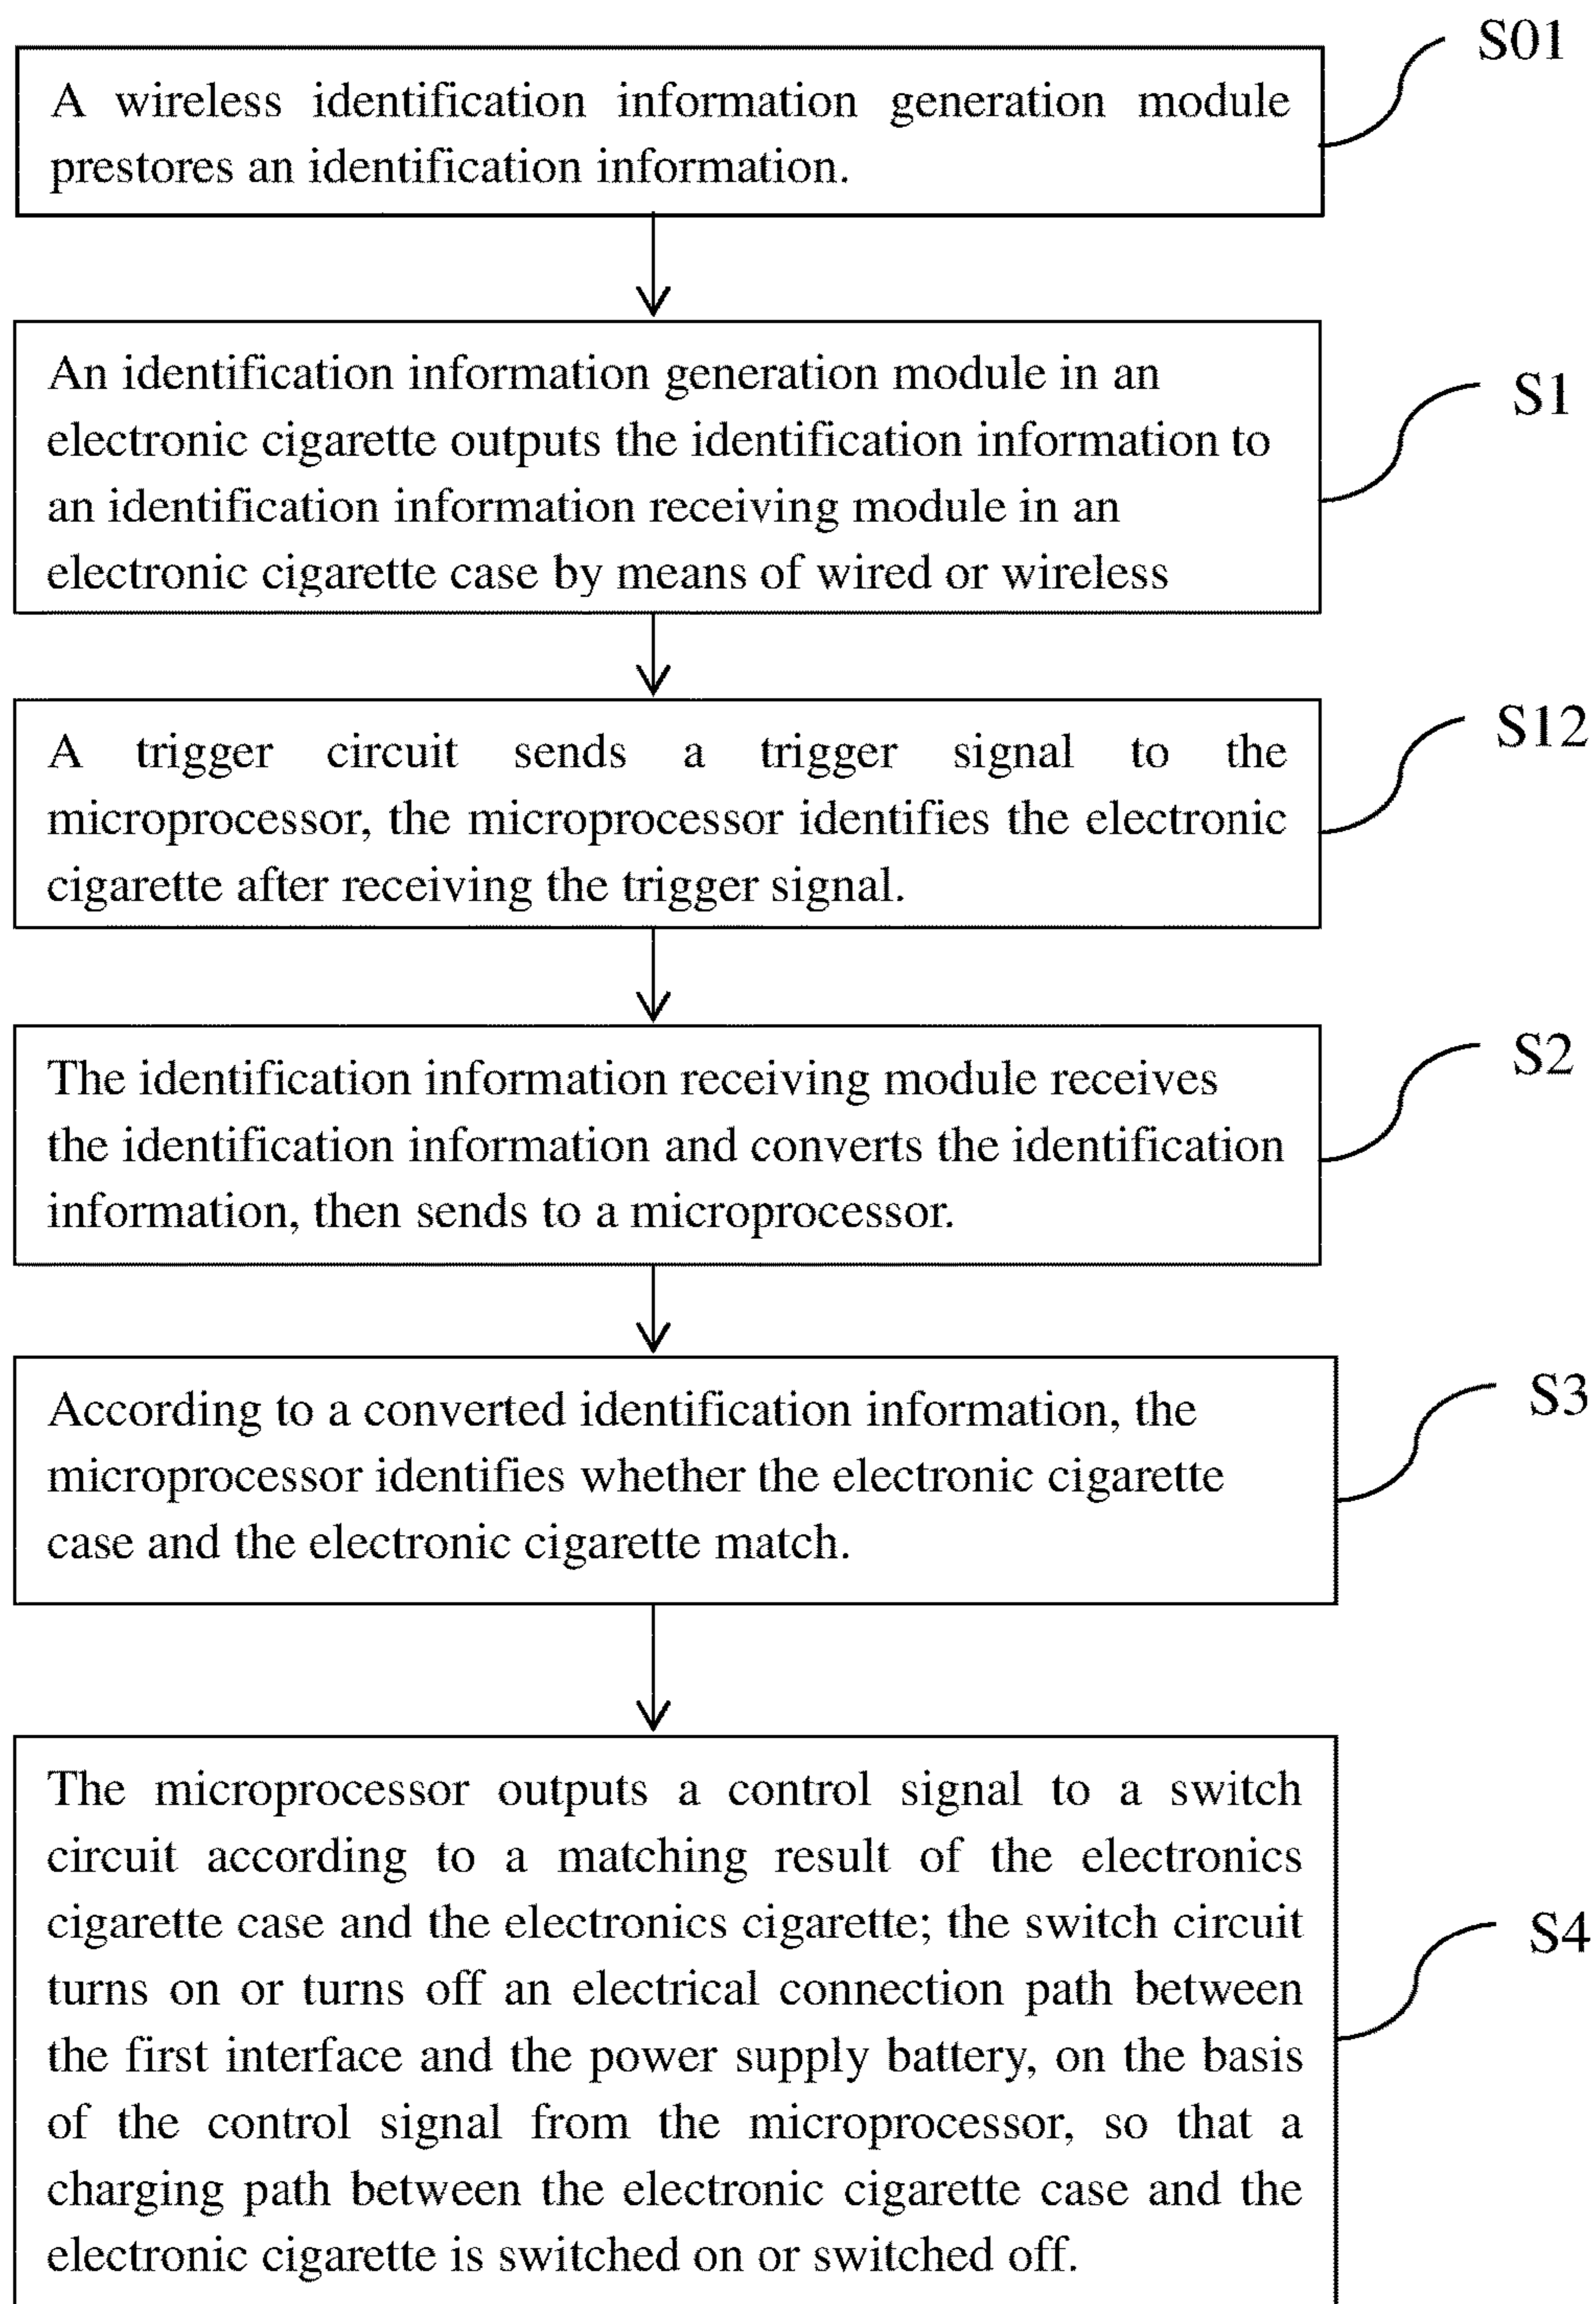 S01
A wireless identification information generation module
prestores an identification information.
S1
An identification information generation module in an
electronic cigarette outputs the identification information to
an identification information receiving module in an
electronic cigarette case by means of wired or wireless
S12
A trigger circuit sends a trigger signal to the
microprocessor, the microprocessor identifies the electronic
cigarette after receiving the trigger signal.
S2
The identification information receiving module receives
the identification information and converts the identification
information, then sends to a microprocessor.
S3
According to a converted identification information, the
microprocessor identifies whether the electronic cigarette
case and the electronic cigarette match.
S4
The microprocessor outputs a control signal to a switch
circuit according to a matching result of the electronics
cigarette case and the electronics cigarette; the switch circuit
turns on or turns off an electrical connection path between
the first interface and the power supply battery, on the basis
of the control signal from the microprocessor, so that a
charging path between the electronic cigarette case and the
electronic cigarette is switched on or switched off.